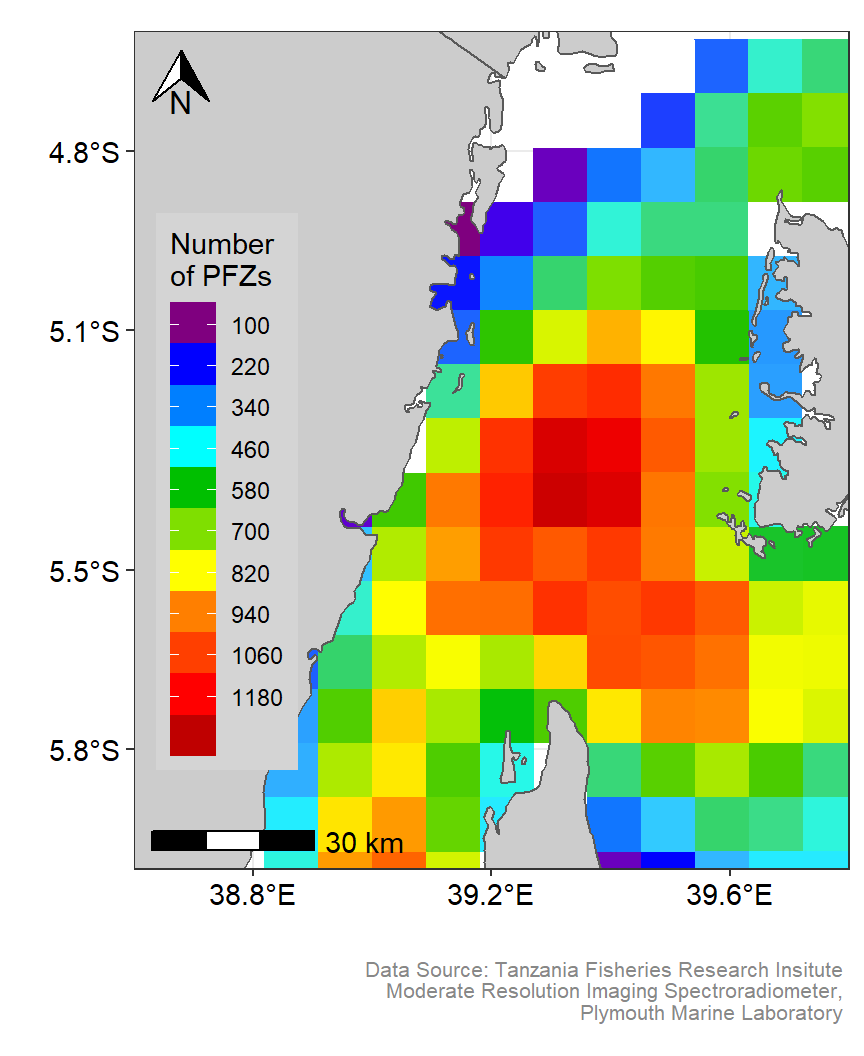 N
4.8°S
5.1°S
5.5°S
5.8°S
Number
of PFZs
100
220
340
460
580
700
820
940
1060
1180
30 km
38.8°E 39.2°E 39.6°E
Data Source: Tanzania Fisheries Research Insitute
Moderate Resolution Imaging Spectroradiometer,
Plymouth Marine Laboratory